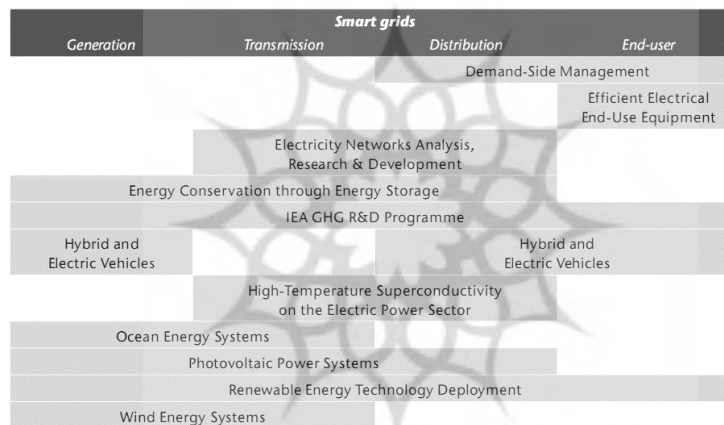 Smart grids
Generation Transmission Distribution End-user
Demand-Side Management
Efficient Electrical
End-Use Equipment
Electricity Networks Analysis,
Research & Development
Energy Conservation through Energy Storage
IEA GHG R&D Programme
Hybrid and
Electric Vehicles
Hybrid and
Electric Vehicles
High-Temperature Superconductivity
on the Electric Power Sector
Ocean Energy Systems
Photovoltaic Power Systems
Renewable Energy Technology Deployment
Wind Energy Systems